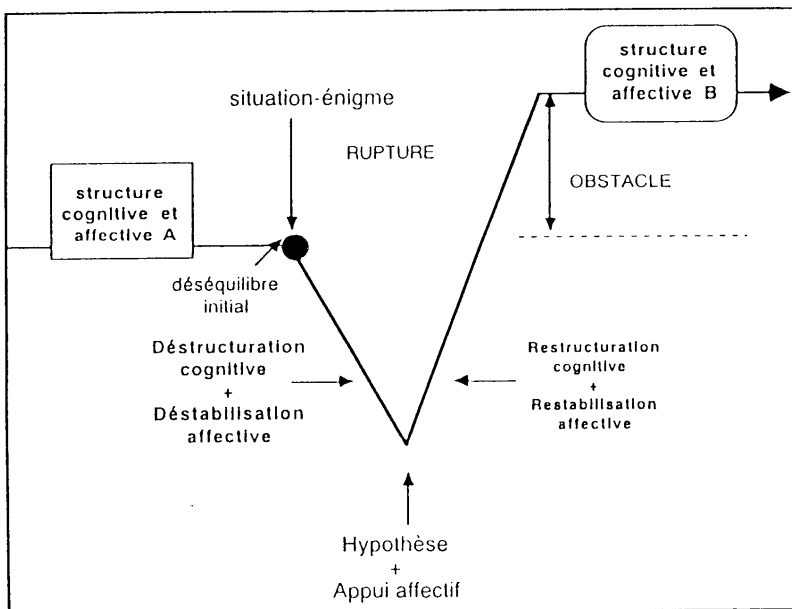 structure
cognitive et
affective B
situation-énigme
RUPTURE
OBSTACLE
structure
cognitive et
affective A
déséquilibre
initial
Déstructuration
cognitive
+
Déstabilisation
affective
Restructuration
cognitive
+
Restabilisation
affective
Hypothèse
+
Appui affectif